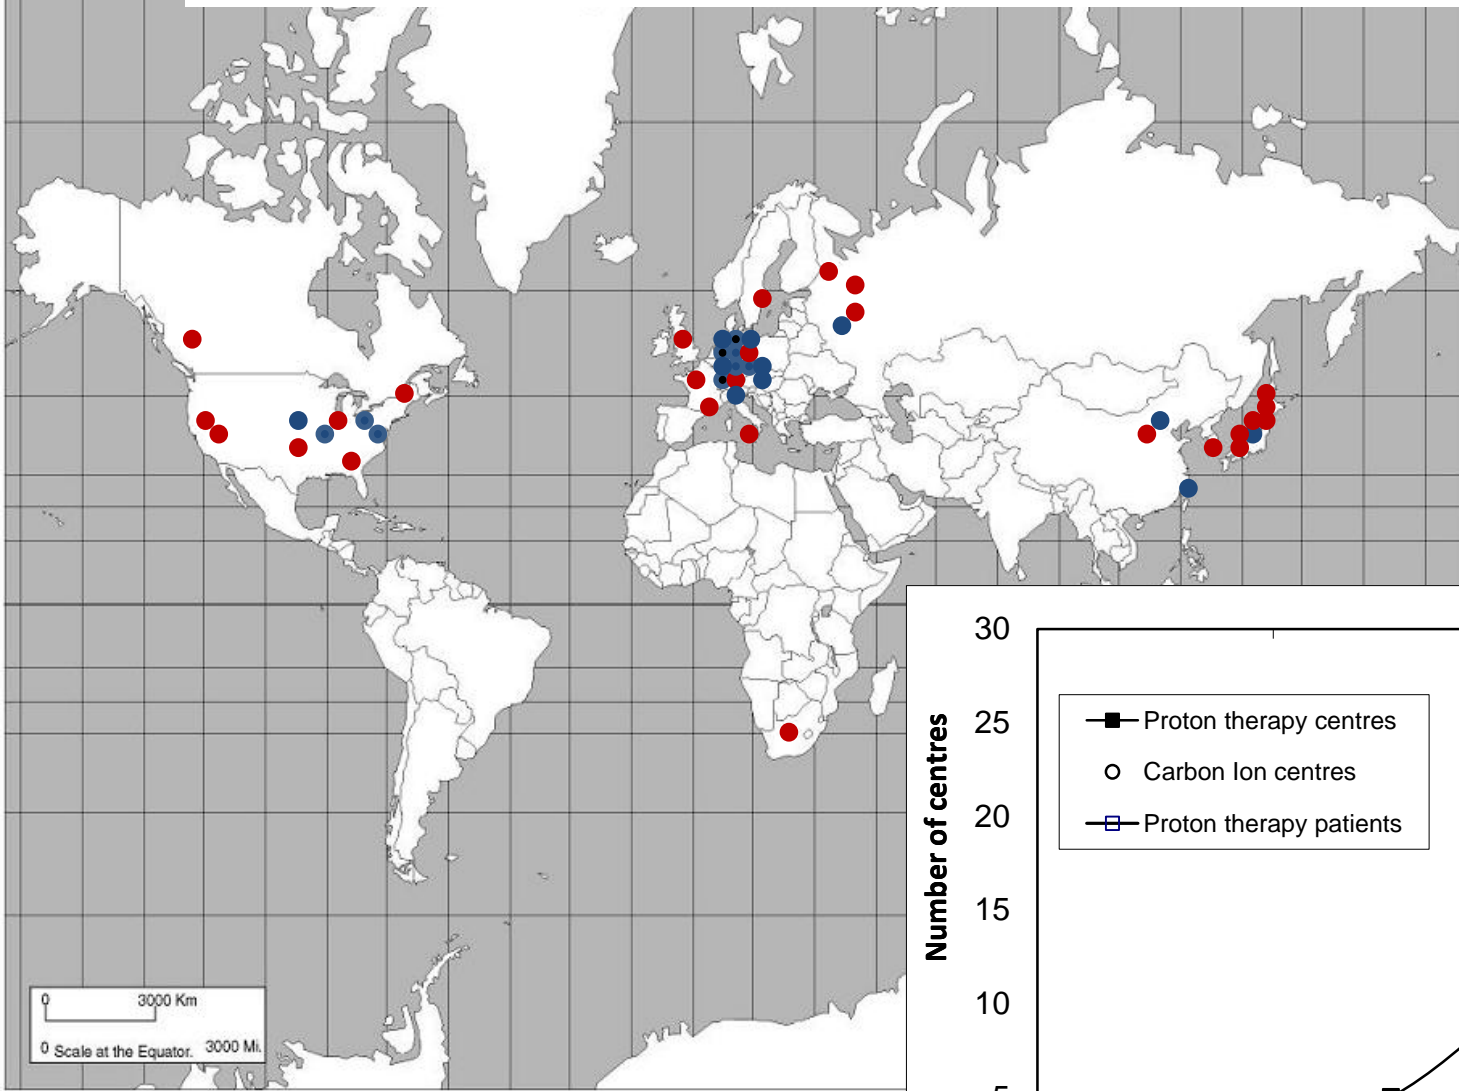 30
25
20
15
10
5
Number of centres
Proton therapy centres
Carbon Ion centres
Proton therapy patients
0 3000 Km
0 Scale at the Equator. 3000 Mi.